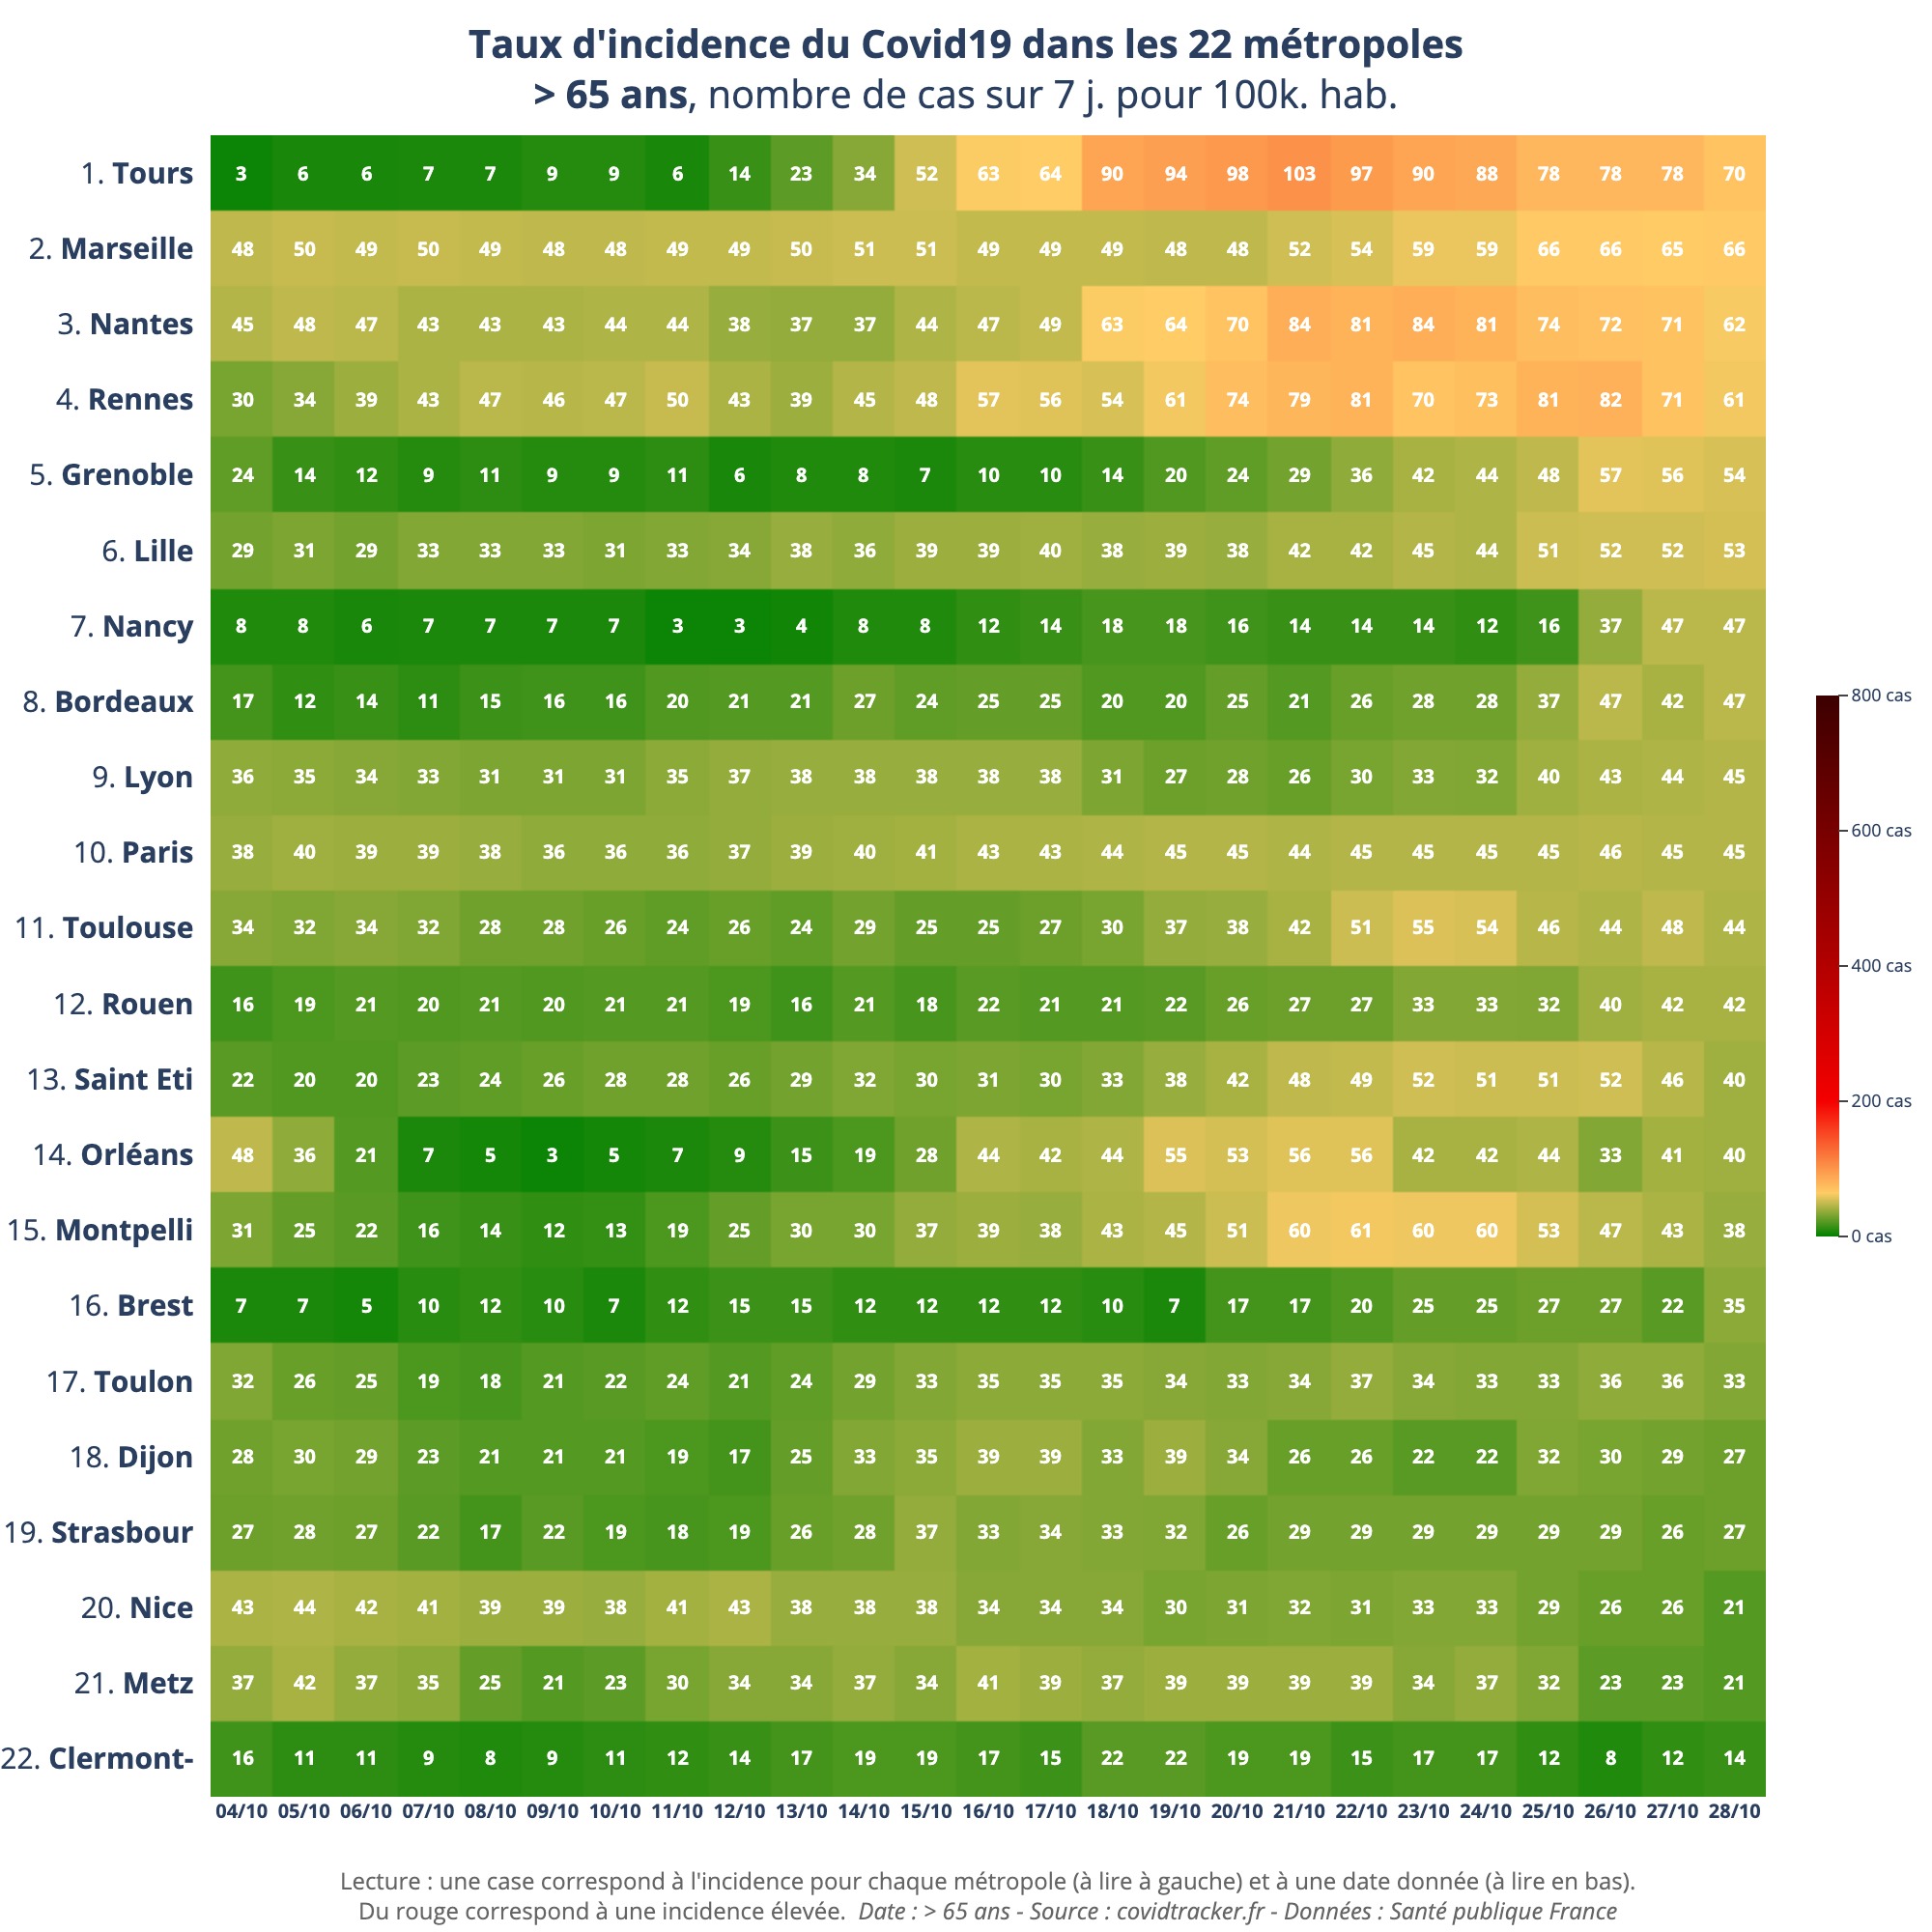 Taux d'incidence du Covid19 dans les 22 métropoles
> 65 ans, nombre de cas sur 7 j. pour 100k. hab.
1. Tours 3 6 6 7 7 9 9 6 14 23 34 52 63 64 90 94 98 103 97 90 88 78 78 78 70
2. Marseille 48 50 49 50 49 48 48 49 49 50 51 51 49 49 49 48 48 52 54 59 59 66 66 65 66
3. Nantes 45 48 47 43 43 43 44 44 38 37 37 44 47 49 63 64 70 84 81 84 81 74 72 71 62
4. Rennes 30 34 39 43 47 46 47 50 43 39 45 48 57 56 54 61 74 79 81 70 73 81 82 71 61
5. Grenoble 24 14 12 9 11 9 9 11 6 8 8 7 10 10 14 20 24 29 36 42 44 48 57 56 54
6. Lille 29 31 29 33 33 33 31 33 34 38 36 39 39 40 38 39 38 42 42 45 44 51 52 52 53
7. Nancy 8 8 6 7 7 7 7 3 3 4 8 8 12 14 18 18 16 14 14 14 12 16 37 47 47
8. Bordeaux 17 12 14 11 15 16 16 20 21 21 27 24 25 25 20 20 25 21 26 28 28 37 47 42 47
9. Lyon 36 35 34 33 31 31 31 35 37 38 38 38 38 38 31 27 28 26 30 33 32 40 43 44 45
10. Paris 38 40 39 39 38 36 36 36 37 39 40 41 43 43 44 45 45 44 45 45 45 45 46 45 45
11. Toulouse 34 32 34 32 28 28 26 24 26 24 29 25 25 27 30 37 38 42 51 55 54 46 44 48 44
12. Rouen 16 19 21 20 21 20 21 21 19 16 21 18 22 21 21 22 26 27 27 33 33 32 40 42 42
13. Saint Eti 22 20 20 23 24 26 28 28 26 29 32 30 31 30 33 38 42 48 49 52 51 51 52 46 40
14. Orléans 48 36 21 7 5 3 5 7 9 15 19 28 44 42 44 55 53 56 56 42 42 44 33 41 40
15. Montpelli 31 25 22 16 14 12 13 19 25 30 30 37 39 38 43 45 51 60 61 60 60 53 47 43 38
16. Brest 7 7 5 10 12 10 7 12 15 15 12 12 12 12 10 7 17 17 20 25 25 27 27 22 35
17. Toulon 32 26 25 19 18 21 22 24 21 24 29 33 35 35 35 34 33 34 37 34 33 33 36 36 33
18. Dijon 28 30 29 23 21 21 21 19 17 25 33 35 39 39 33 39 34 26 26 22 22 32 30 29 27
19. Strasbour 27 28 27 22 17 22 19 18 19 26 28 37 33 34 33 32 26 29 29 29 29 29 29 26 27
20. Nice 43 44 42 41 39 39 38 41 43 38 38 38 34 34 34 30 31 32 31 33 33 29 26 26 21
21. Metz 37 42 37 35 25 21 23 30 34 34 37 34 41 39 37 39 39 39 39 34 37 32 23 23 21
22. Clermont- 16 11 11 9 8 9 11 12 14 17 19 19 17 15 22 22 19 19 15 17 17 12 8 12 14
04/10 05/10 06/10 07/10 08/10 09/10 10/10 11/10 12/10 13/10 14/10 15/10 16/10 17/10 18/10 19/10 20/10 21/10 22/10 23/10 24/10 25/10 26/10 27/10 28/10
800 cas
600 cas
400 cas
200 cas
0 cas
Lecture : une case correspond à l'incidence pour chaque métropole (à lire à gauche) et à une date donnée (à lire en bas).
Du rouge correspond à une incidence élevée. Date : > 65 ans - Source : covidtracker.fr - Données : Santé publique France